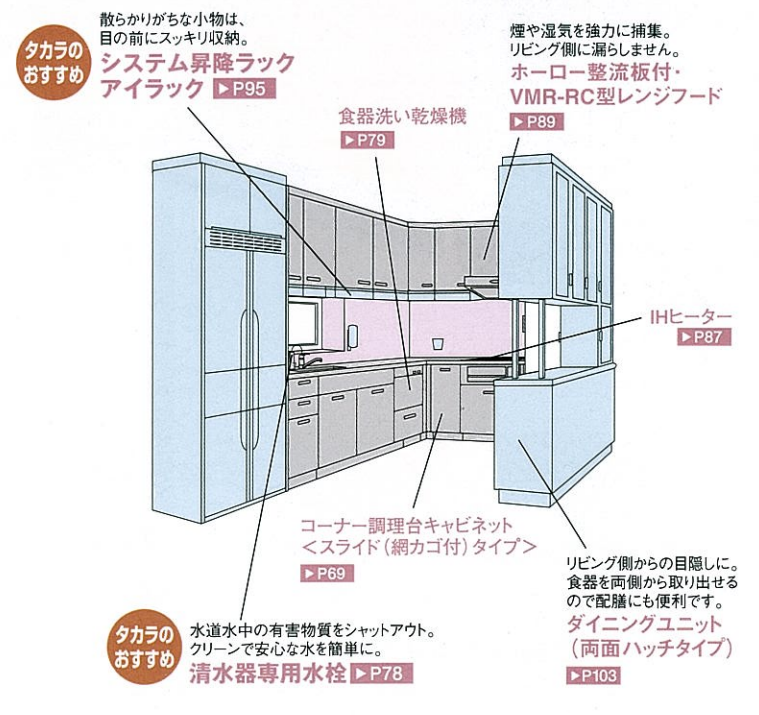 タカラの
おすすめ
散らかりがちな小物は、
目の前にスッキリ収納。
システム昇降ラック
アイラック ▶P95
煙や湿気を強力に捕集。
リビング側に漏らしません。
ホーロー整流板付・
VMR-RC型レンジフード
▶P89
食器洗い乾燥機
▶P79
IHヒーター
▶P87
コーナー調理台キャビネット
＜スライド（網カゴ付）タイプ＞
▶P69
リビング側からの目隠しに。
食器を両側から取り出せる
ので配膳にも便利です。
ダイニングユニット
（両面ハッチタイプ）
▶P103
タカラの
おすすめ
水道水中の有害物質をシャットアウト。
クリーンで安心な水を簡単に。
清水器専用水栓 ▶P78